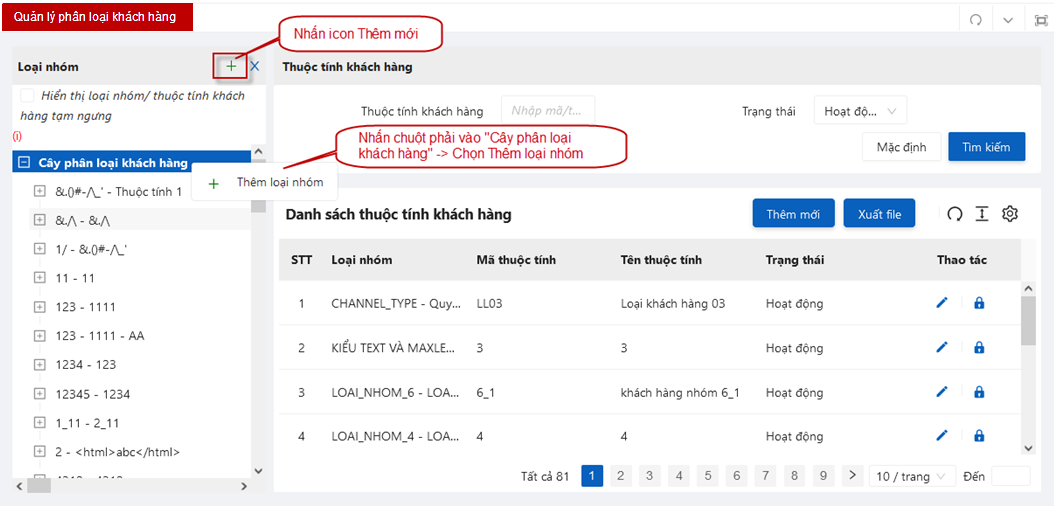 Quản lý phân loại khách hàng
Nhấn icon Thêm mới
Loại nhóm
Hiển thị loại nhóm/ thuộc tính khách
hàng tạm ngưng
(i)
Cây phân loại khách hàng
Thêm loại nhóm
&.()#-/\_' - Thuộc tính 1
&./\ - &./\
1/ - &.()#-/\_'
11 - 11
123 - 1111
123 - 1111 - AA
1234 - 123
12345 - 1234
1_11 - 2_11
2 - <html>abc</html>
Thuộc tính khách hàng
Thuộc tính khách hàng
Nhập mã/t...
Trạng thái
Hoạt độ...
Nhấn chuột phải vào "Cây phân loại
khách hàng" -> Chọn Thêm loại nhóm
Mặc định
Tìm kiếm
Danh sách thuộc tính khách hàng
Thêm mới
Xuất file
STT Loại nhóm Mã thuộc tính Tên thuộc tính Trạng thái Thao tác
1 CHANNEL_TYPE - Quy... LL03 Loại khách hàng 03 Hoạt động
2 KIỂU TEXT VÀ MAXLE... 3 3 Hoạt động
3 LOAI_NHOM_6 - LOA... 6_1 khách hàng nhóm 6_1 Hoạt động
4 LOAI_NHOM_4 - LOA... 4 4 Hoạt động
Tất cả 81 1 2 3 4 5 6 7 8 9 10 / trang Đến